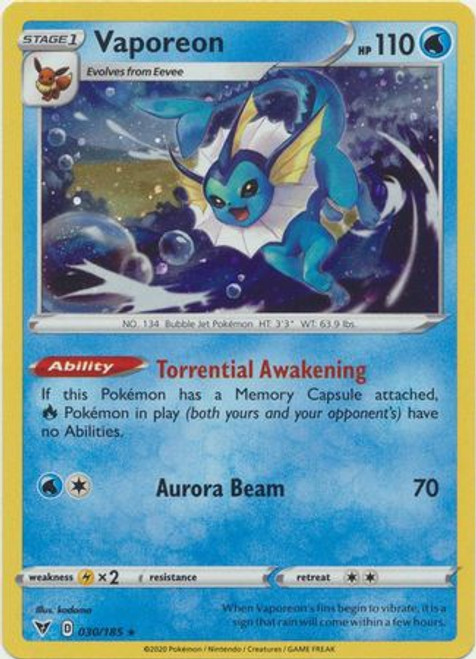 STAGE 1 Vaporeon HP 110
Evolves from Eevee
NO. 134 Bubble Jet Pokémon HT: 3'3" WT: 63.9 lbs.
Ability Torrential Awakening
If this Pokémon has a Memory Capsule attached,
Pokémon in play (both yours and your opponent's) have
no Abilities.
Aurora Beam 70
weakness ×2 resistance retreat
Illus. kodama
When Vaporeon's fins begin to vibrate, it is a
sign that rain will come within a few hours.
D 030/185 ★
©2020 Pokémon / Nintendo / Creatures / GAME FREAK